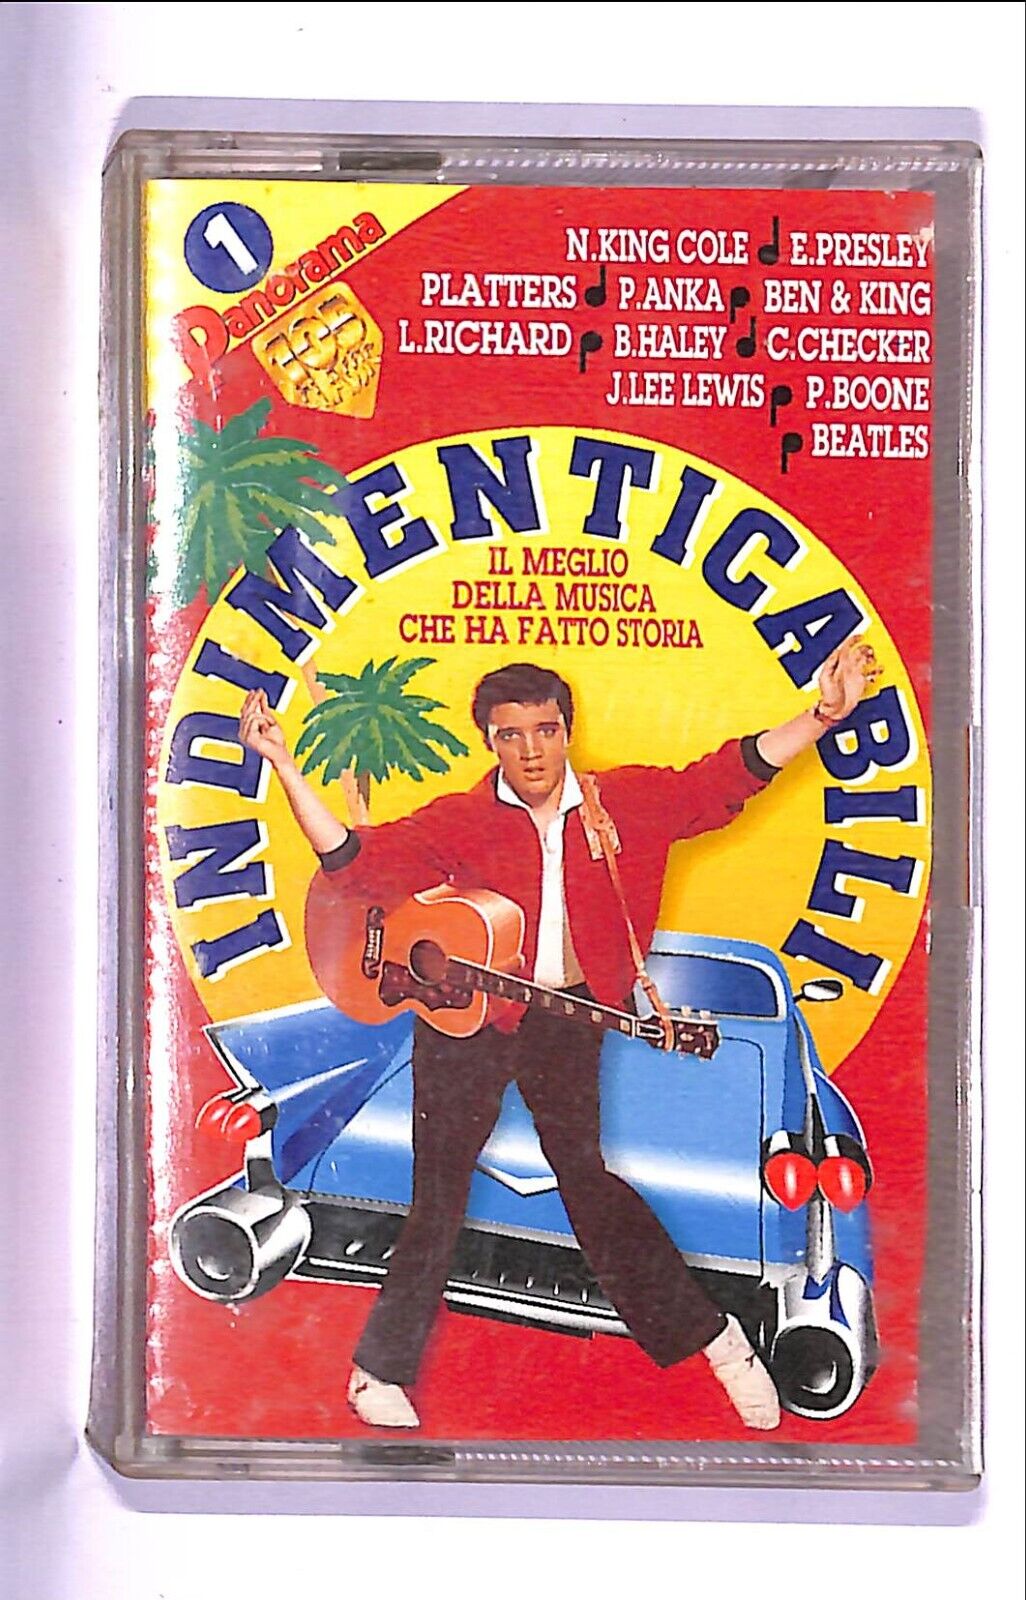 1
Panorama
TOP
N.KING COLE E.PRESLEY
PLATTERS P.ANKA BEN & KING
L.RICHARD B.HALEY C.CHECKER
J.LEE LEWIS P.BOONE
BEATLES
INDIMENTICABILI
IL MEGLIO
DELLA MUSICA
CHE HA FATTO STORIA